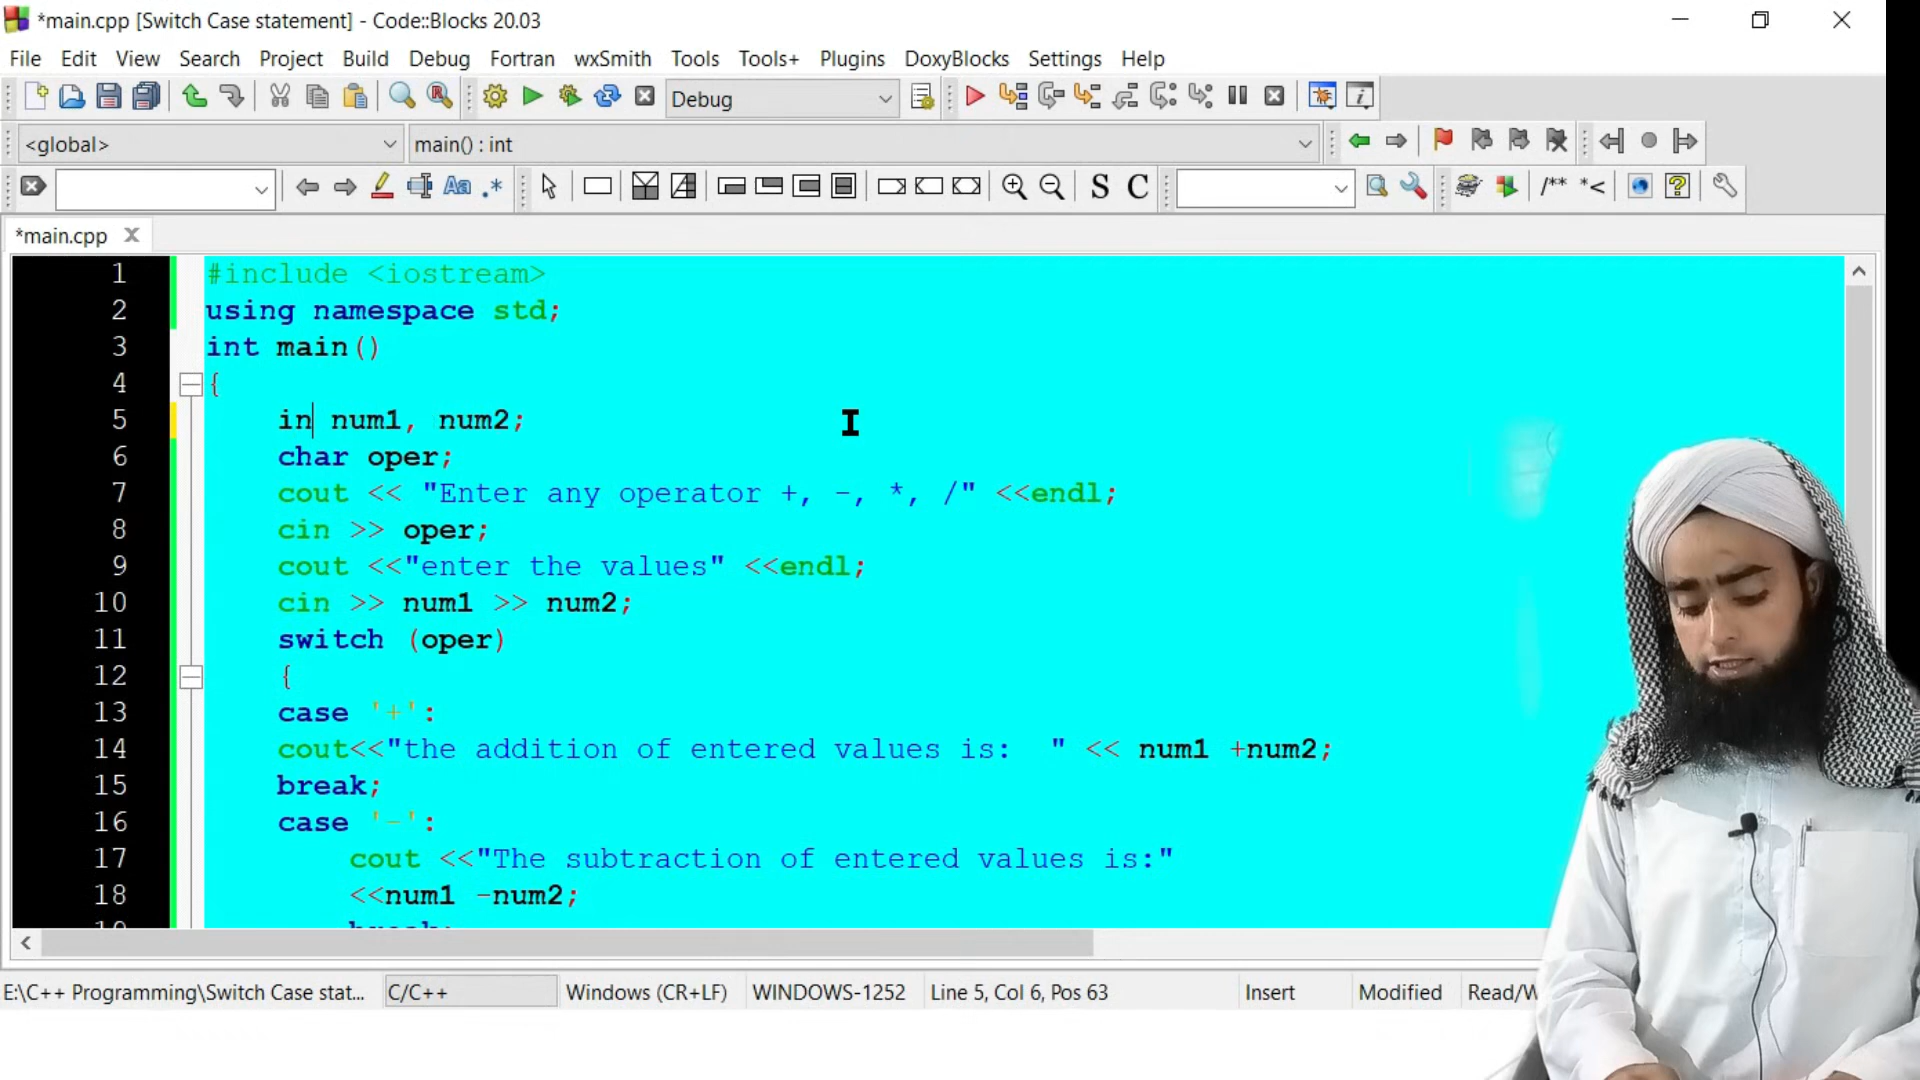 *main.cpp [Switch Case statement] - Code::Blocks 20.03
File Edit View Search Project Build Debug Fortran wxSmith Tools Tools+ Plugins DoxyBlocks Settings Help
Debug
<global> main() : int
S C /** *<
*main.cpp
1 #include <iostream>
2 using namespace std;
3 int main()
4 {
5 in num1, num2;
6 char oper;
7 cout << "Enter any operator +, -, *, /" <<endl;
8 cin >> oper;
9 cout <<"enter the values" <<endl;
10 cin >> num1 >> num2;
11 switch (oper)
12 {
13 case '+':
14 cout<<"the addition of entered values is:  " << num1 +num2;
15 break;
16 case '-':
17 cout <<"The subtraction of entered values is:"
18 <<num1 -num2;
E:\C++ Programming\Switch Case stat... C/C++ Windows (CR+LF) WINDOWS-1252 Line 5, Col 6, Pos 63 Insert Modified Read/W